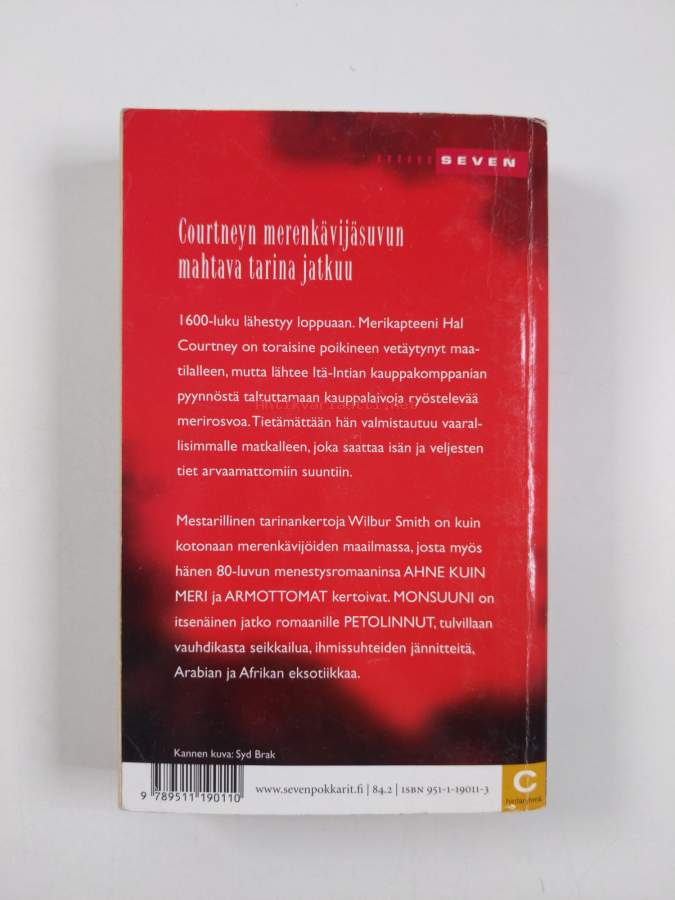 SEVEN
Courtneyn merenkävijäsuvun
mahtava tarina jatkuu
1600-luku lähestyy loppuaan. Merikapteeni Hal
Courtney on toraisine poikineen vetäytynyt maa-
tilalleen, mutta lähtee Itä-Intian kauppakomppanian
pyynnöstä taltuttamaan kauppalaivoja ryöstelevää
Antikvariaatti.net
merirosvoa. Tietämättään hän valmistautuu vaaral-
lisimmalle matkalleen, joka saattaa isän ja veljesten
tiet arvaamattomiin suuntiin.
Mestarillinen tarinankertoja Wilbur Smith on kuin
kotonaan merenkävijöiden maailmassa, josta myös
hänen 80-luvun menestysromaaninsa AHNE KUIN
MERI ja ARMOTTOMAT kertoivat. MONSUUNI on
itsenäinen jatko romaanille PETOLINNUT, tulvillaan
vauhdikasta seikkailua, ihmissuhteiden jännitteitä,
Arabian ja Afrikan eksotiikkaa.
Kannen kuva: Syd Brak
9 789511 190110
www.sevenpokkarit.fi | 84.2 | ISBN 951-1-19011-3
C
hintaryhmä